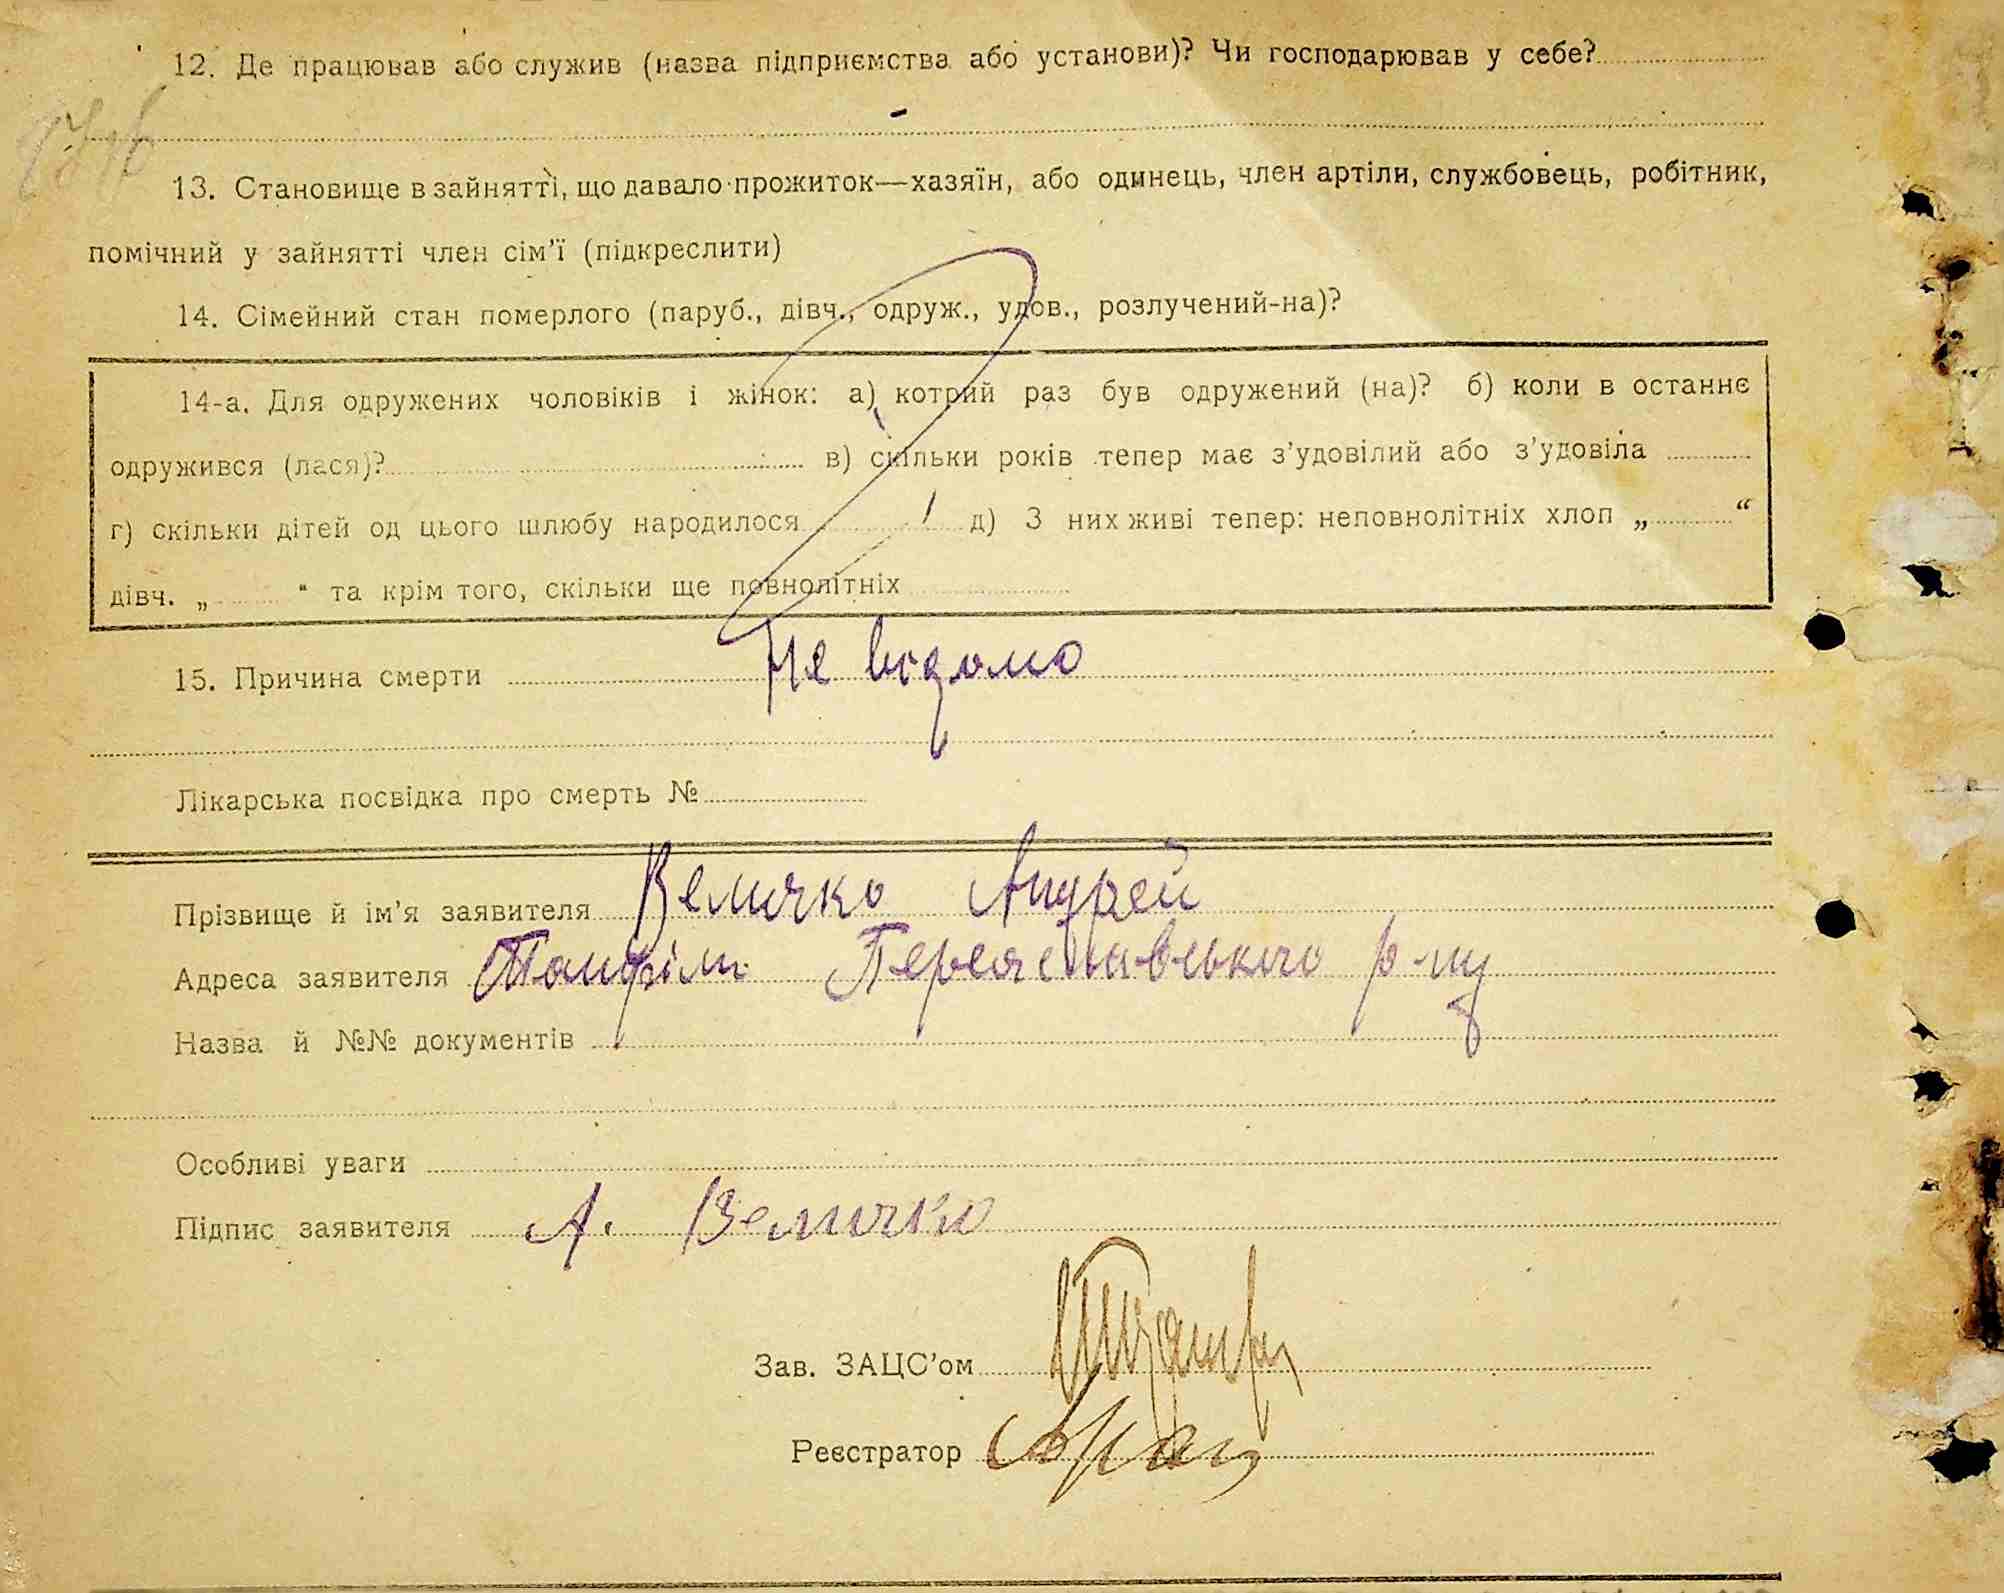 12. Де працював або служив (назва підприємства або установи)? Чи господарював у себе?
-
13. Становище в зайнятті, що давало прожиток—хазяїн, або одинець, член артіли, службовець, робітник,
помічний у зайнятті член сім'ї (підкреслити)
14. Сімейний стан померлого (паруб., дівч., одруж., удов., розлучений-на)?
14-а. Для одружених чоловіків і жінок: а) котрий раз був одружений (на)? б) коли в останнє
одружився (лася)? в) скільки років тепер має з'удовілий або з'удовіла
г) скільки дітей од цього шлюбу народилося д) З них живі тепер: неповнолітніх хлоп „ “
дівч. „ “ та крім того, скільки ще повнолітніх
15. Причина смерти Не відомо
Лікарська посвідка про смерть №
Прізвище й ім'я заявителя Величко Андрей
Адреса заявителя Помфіли Переяславського р-ну
Назва й №№ документів
Особливі уваги
Підпис заявителя А. Величко
Зав. ЗАЦС'ом
Реєстратор